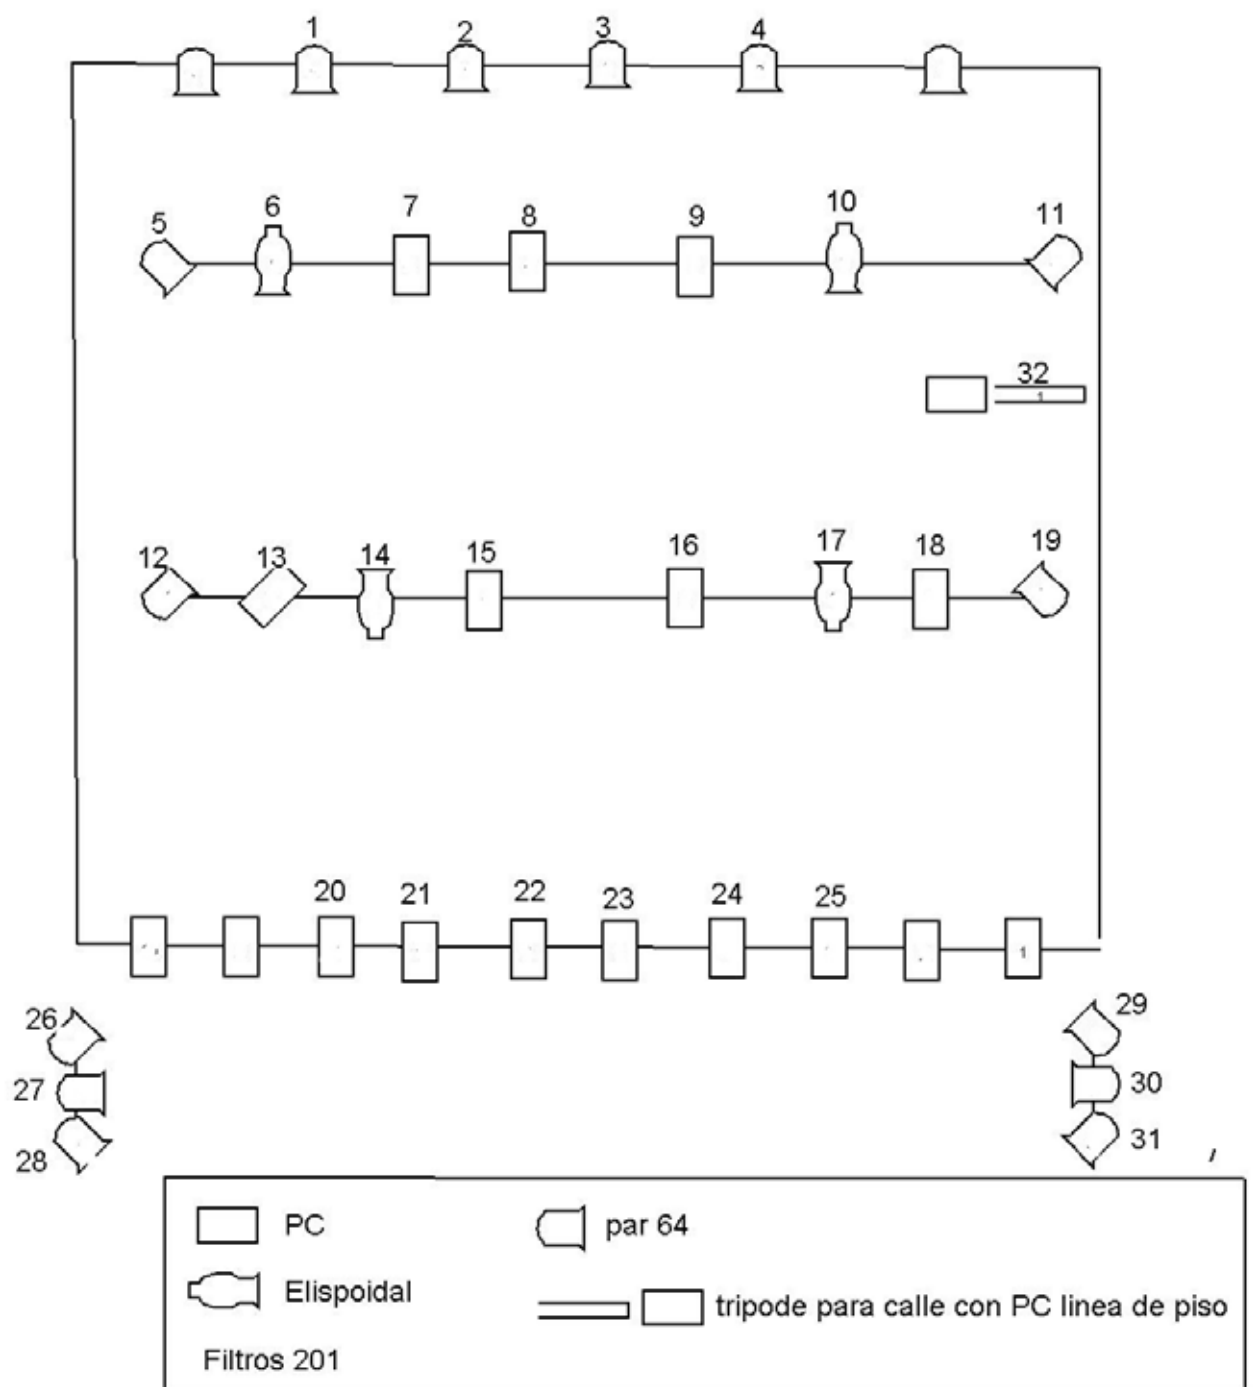 1 2 3 4
5 6 7 8 9 10 11
32
12 13 14 15 16 17 18 19
20 21 22 23 24 25
26 29
27 30
28 31
PC par 64
Elispoidal
tripode para calle con PC linea de piso
Filtros 201